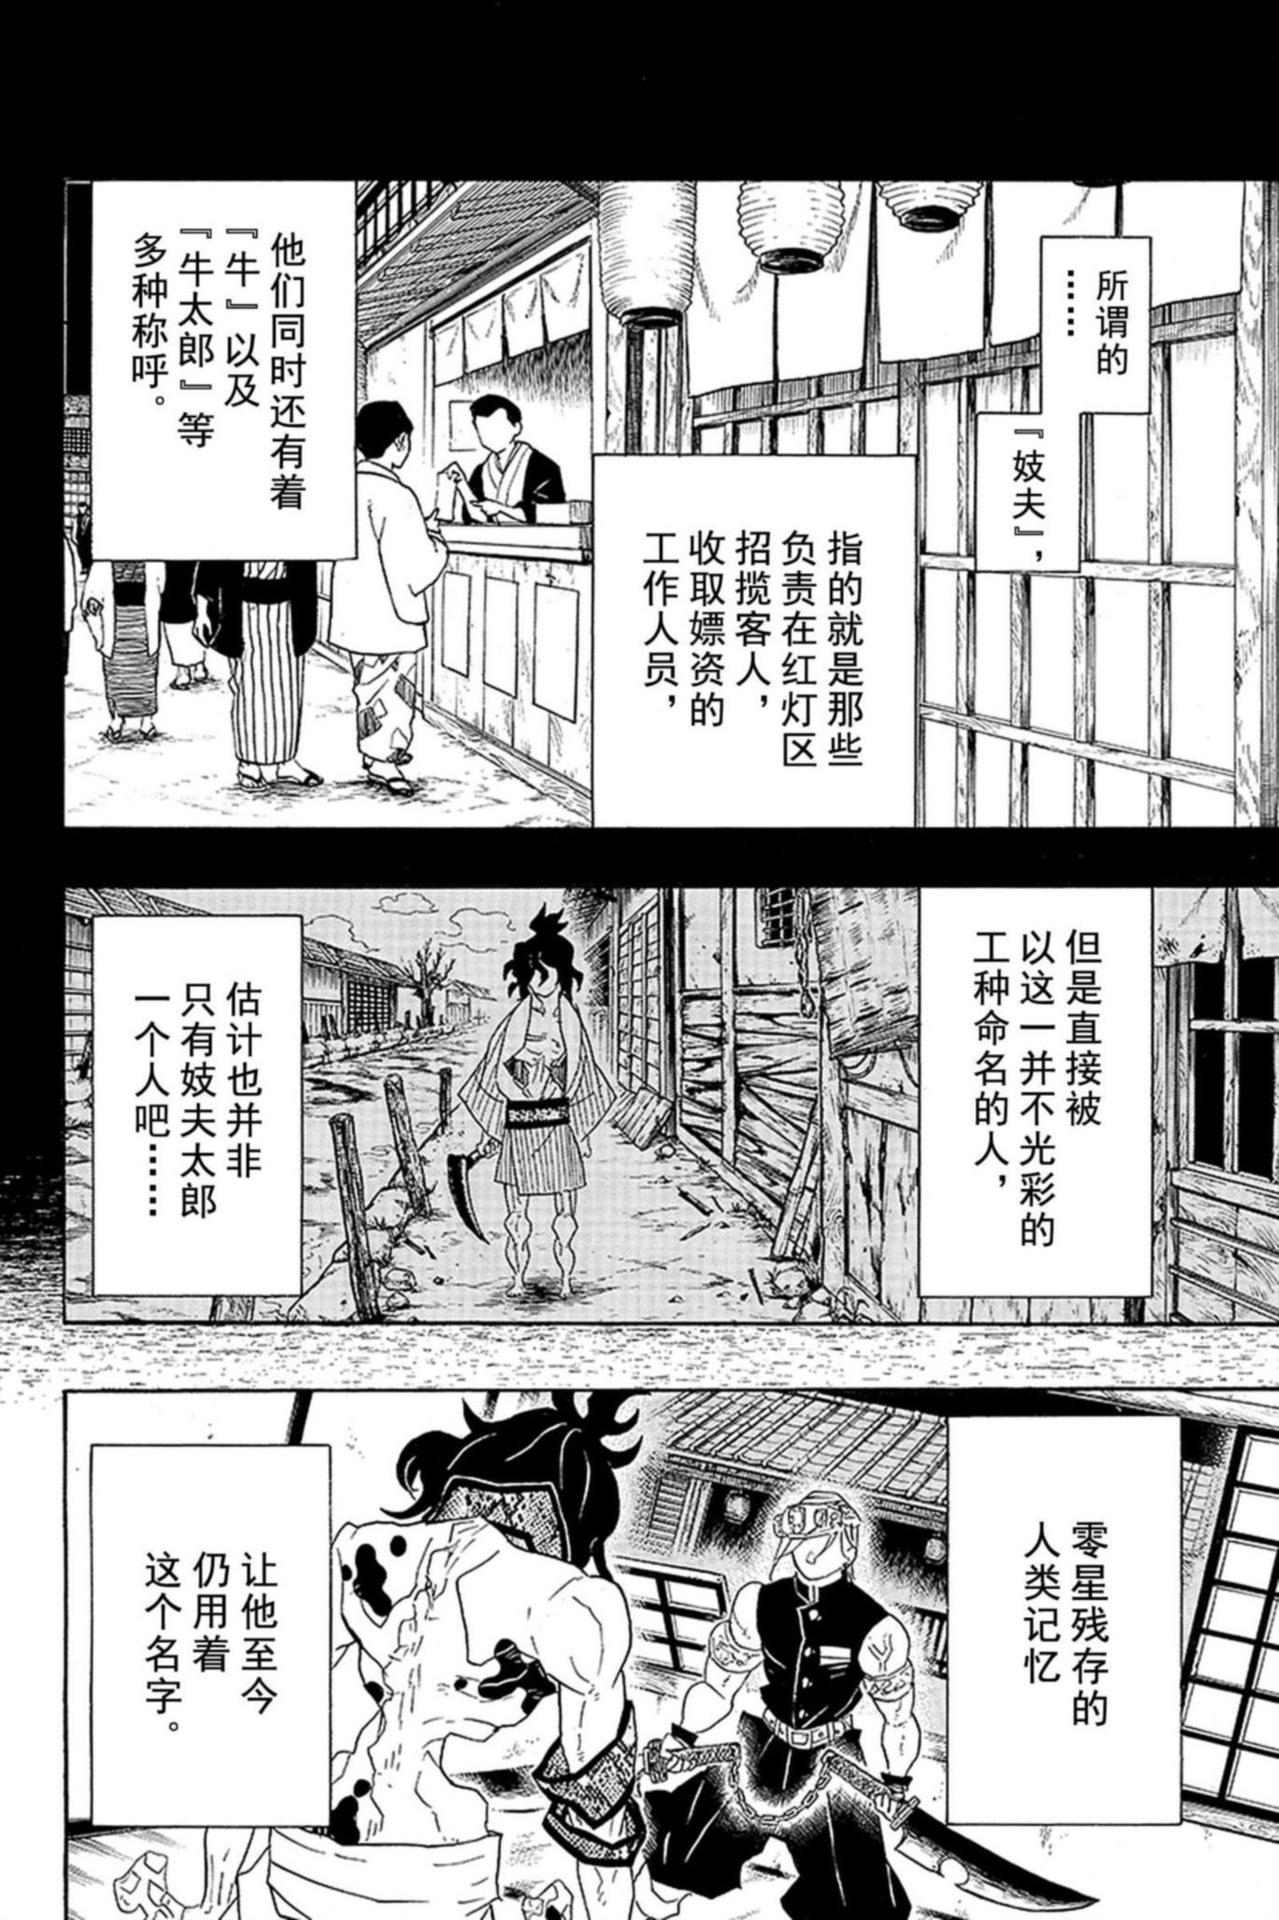 所谓的
……
『妓夫』，
指的就是那些
负责在红灯区
招揽客人，
收取嫖资的
工作人员，
他们同时还有着
『牛』以及
『牛太郎』等
多种称呼。
但是直接被
以这一并不光彩的
工种命名的人，
估计也并非
只有妓夫太郎
一个人吧……
零星残存的
人类记忆
让他至今
仍用着
这个名字。